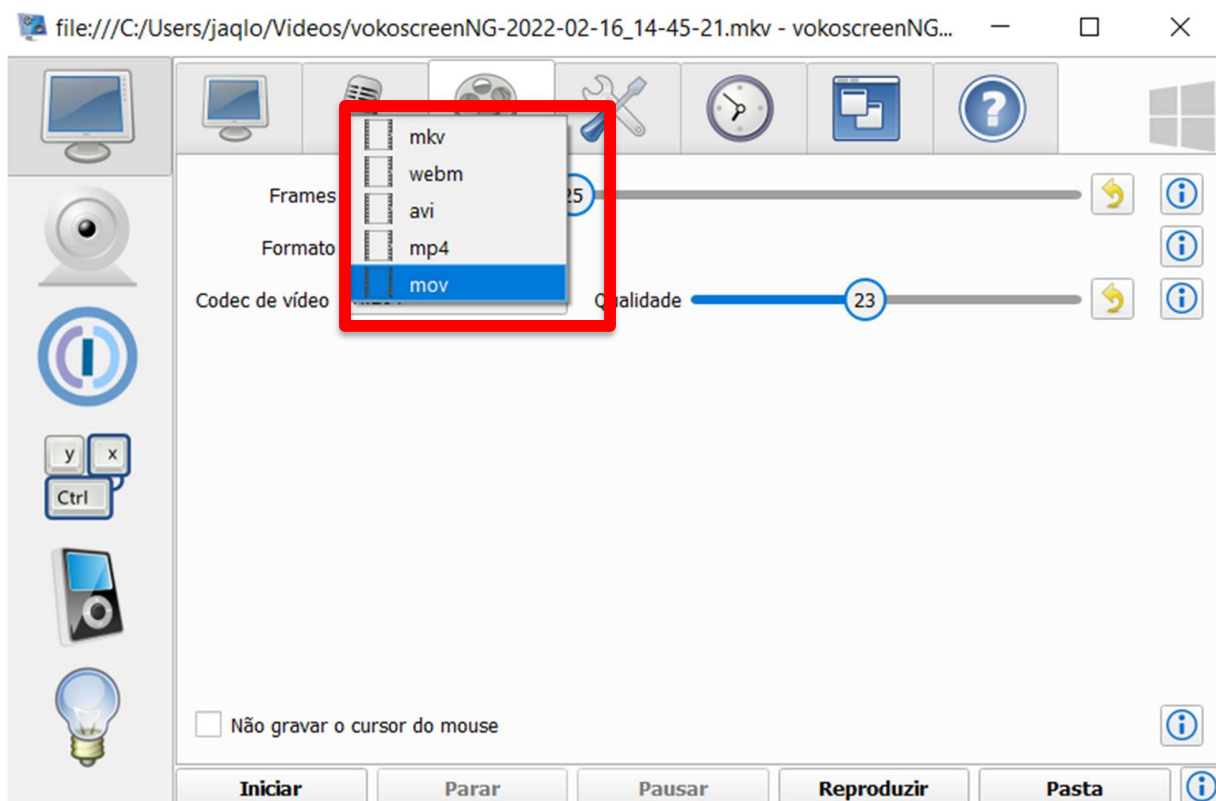 file:///C:/Users/jaqlo/Videos/vokoscreenNG-2022-02-16_14-45-21.mkv - vokoscreenNG...
mkv
webm
Frames 25
avi
Formato
mp4
mov
Codec de vídeo Qualidade 23
y x
Ctrl
Não gravar o cursor do mouse
Iniciar Parar Pausar Reproduzir Pasta